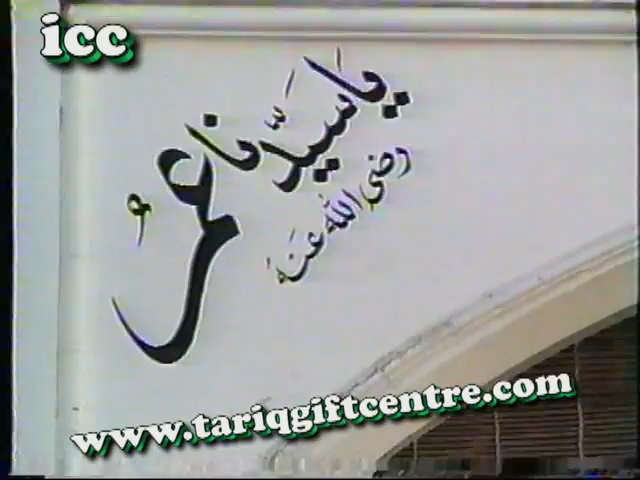 icc
یا سیدنا عمر
رضی اللہ عنہ
www.tariqgiftcentre.com